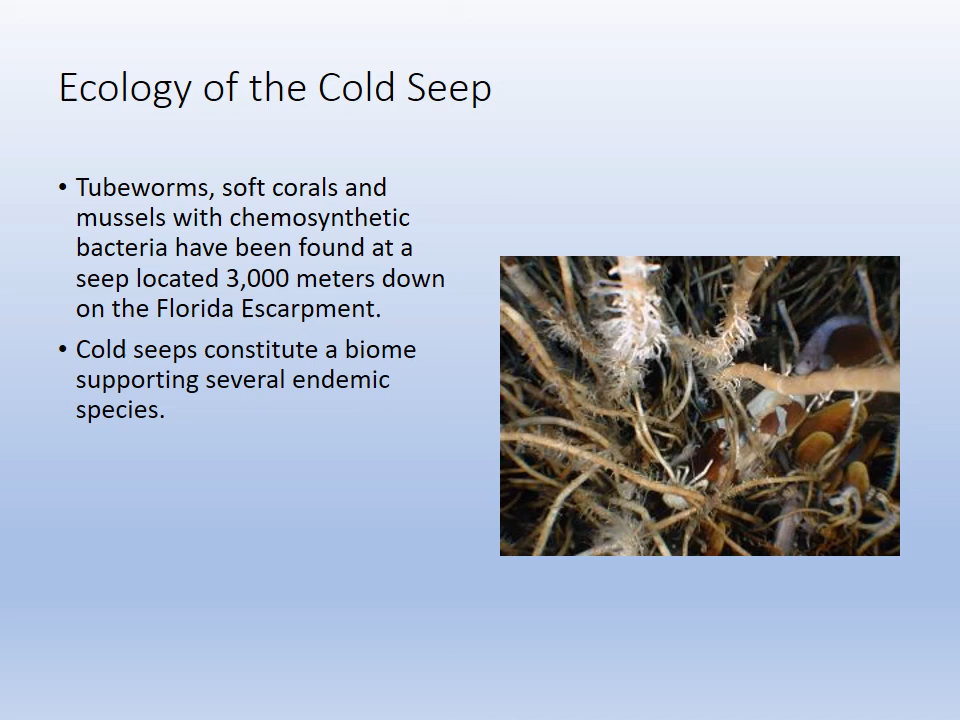 Ecology of the Cold Seep
• Tubeworms, soft corals and
mussels with chemosynthetic
bacteria have been found at a
seep located 3,000 meters down
on the Florida Escarpment.
• Cold seeps constitute a biome
supporting several endemic
species.